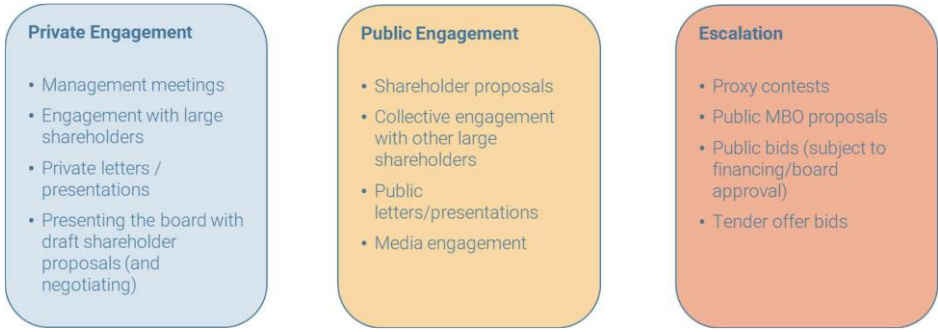 Private Engagement
• Management meetings
• Engagement with large
shareholders
• Private letters /
presentations
• Presenting the board with
draft shareholder
proposals (and
negotiating)
Public Engagement
• Shareholder proposals
• Collective engagement
with other large
shareholders
• Public
letters/presentations
• Media engagement
Escalation
• Proxy contests
• Public MBO proposals
• Public bids (subject to
financing/board
approval)
• Tender offer bids